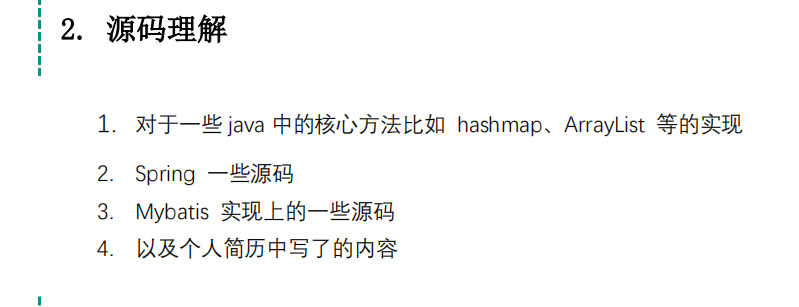 2. 源码理解
1. 对于一些 java 中的核心方法比如 hashmap、ArrayList 等的实现
2. Spring 一些源码
3. Mybatis 实现上的一些源码
4. 以及个人简历中写了的内容